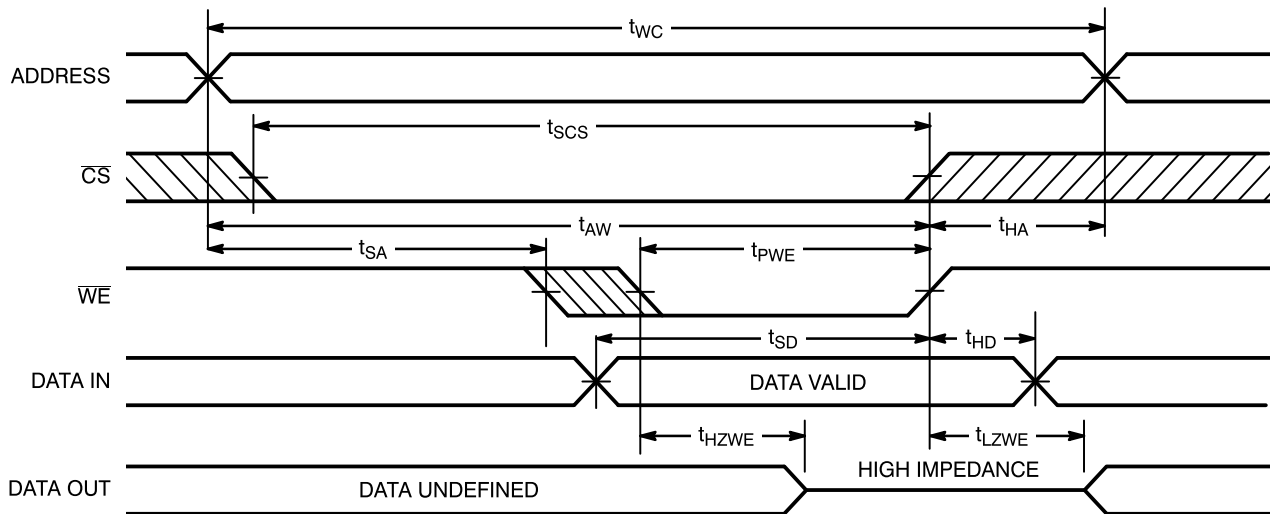 tWC
ADDRESS
tSCS
CS
tAW
tHA
tSA
tPWE
WE
tSD
tHD
DATA IN
DATA VALID
tHZWE
tLZWE
HIGH IMPEDANCE
DATA OUT
DATA UNDEFINED